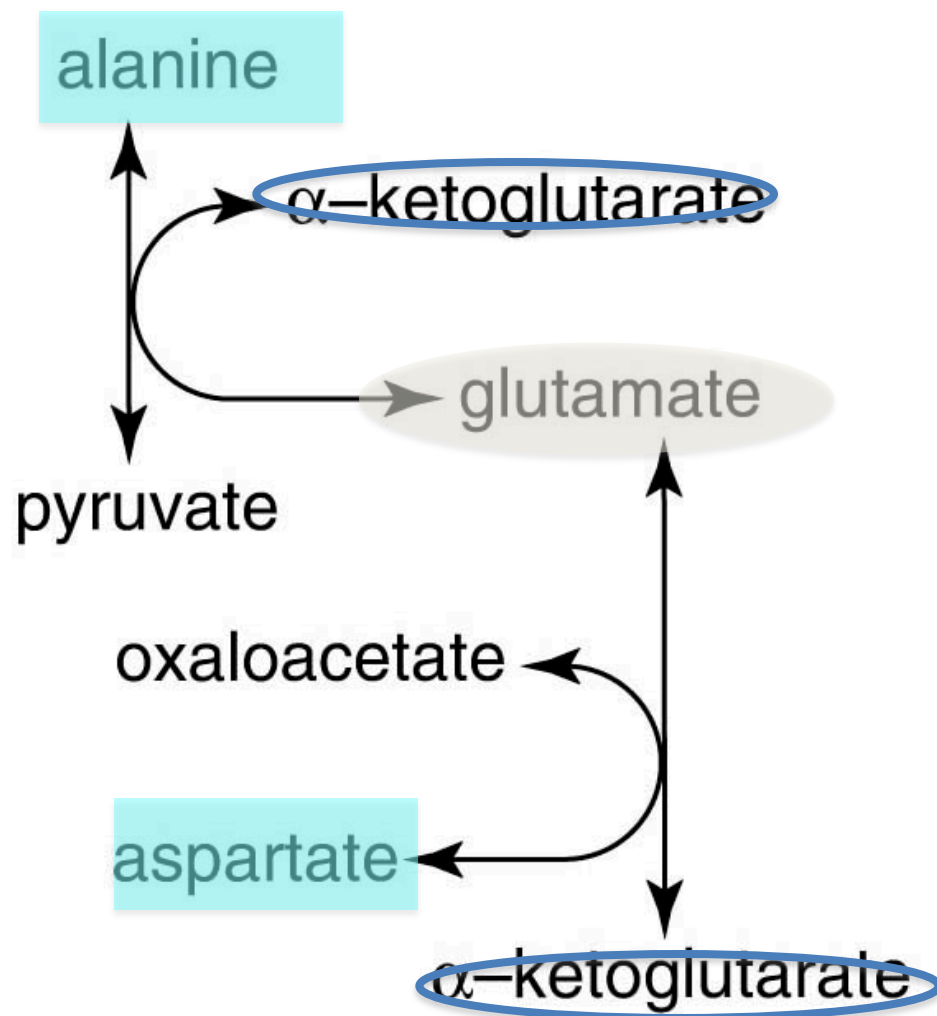 alanine
α–ketoglutarate
glutamate
pyruvate
oxaloacetate
aspartate
α–ketoglutarate